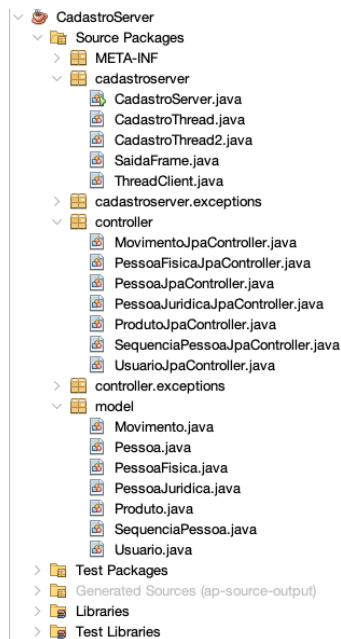 CadastroServer
Source Packages
META-INF
cadastroserver
CadastroServer.java
CadastroThread.java
CadastroThread2.java
SaidaFrame.java
ThreadClient.java
cadastroserver.exceptions
controller
MovimentoJpaController.java
PessoaFisicaJpaController.java
PessoaJpaController.java
PessoaJuridicaJpaController.java
ProdutoJpaController.java
SequenciaPessoaJpaController.java
UsuarioJpaController.java
controller.exceptions
model
Movimento.java
Pessoa.java
PessoaFisica.java
PessoaJuridica.java
Produto.java
SequenciaPessoa.java
Usuario.java
Test Packages
Generated Sources (ap-source-output)
Libraries
Test Libraries